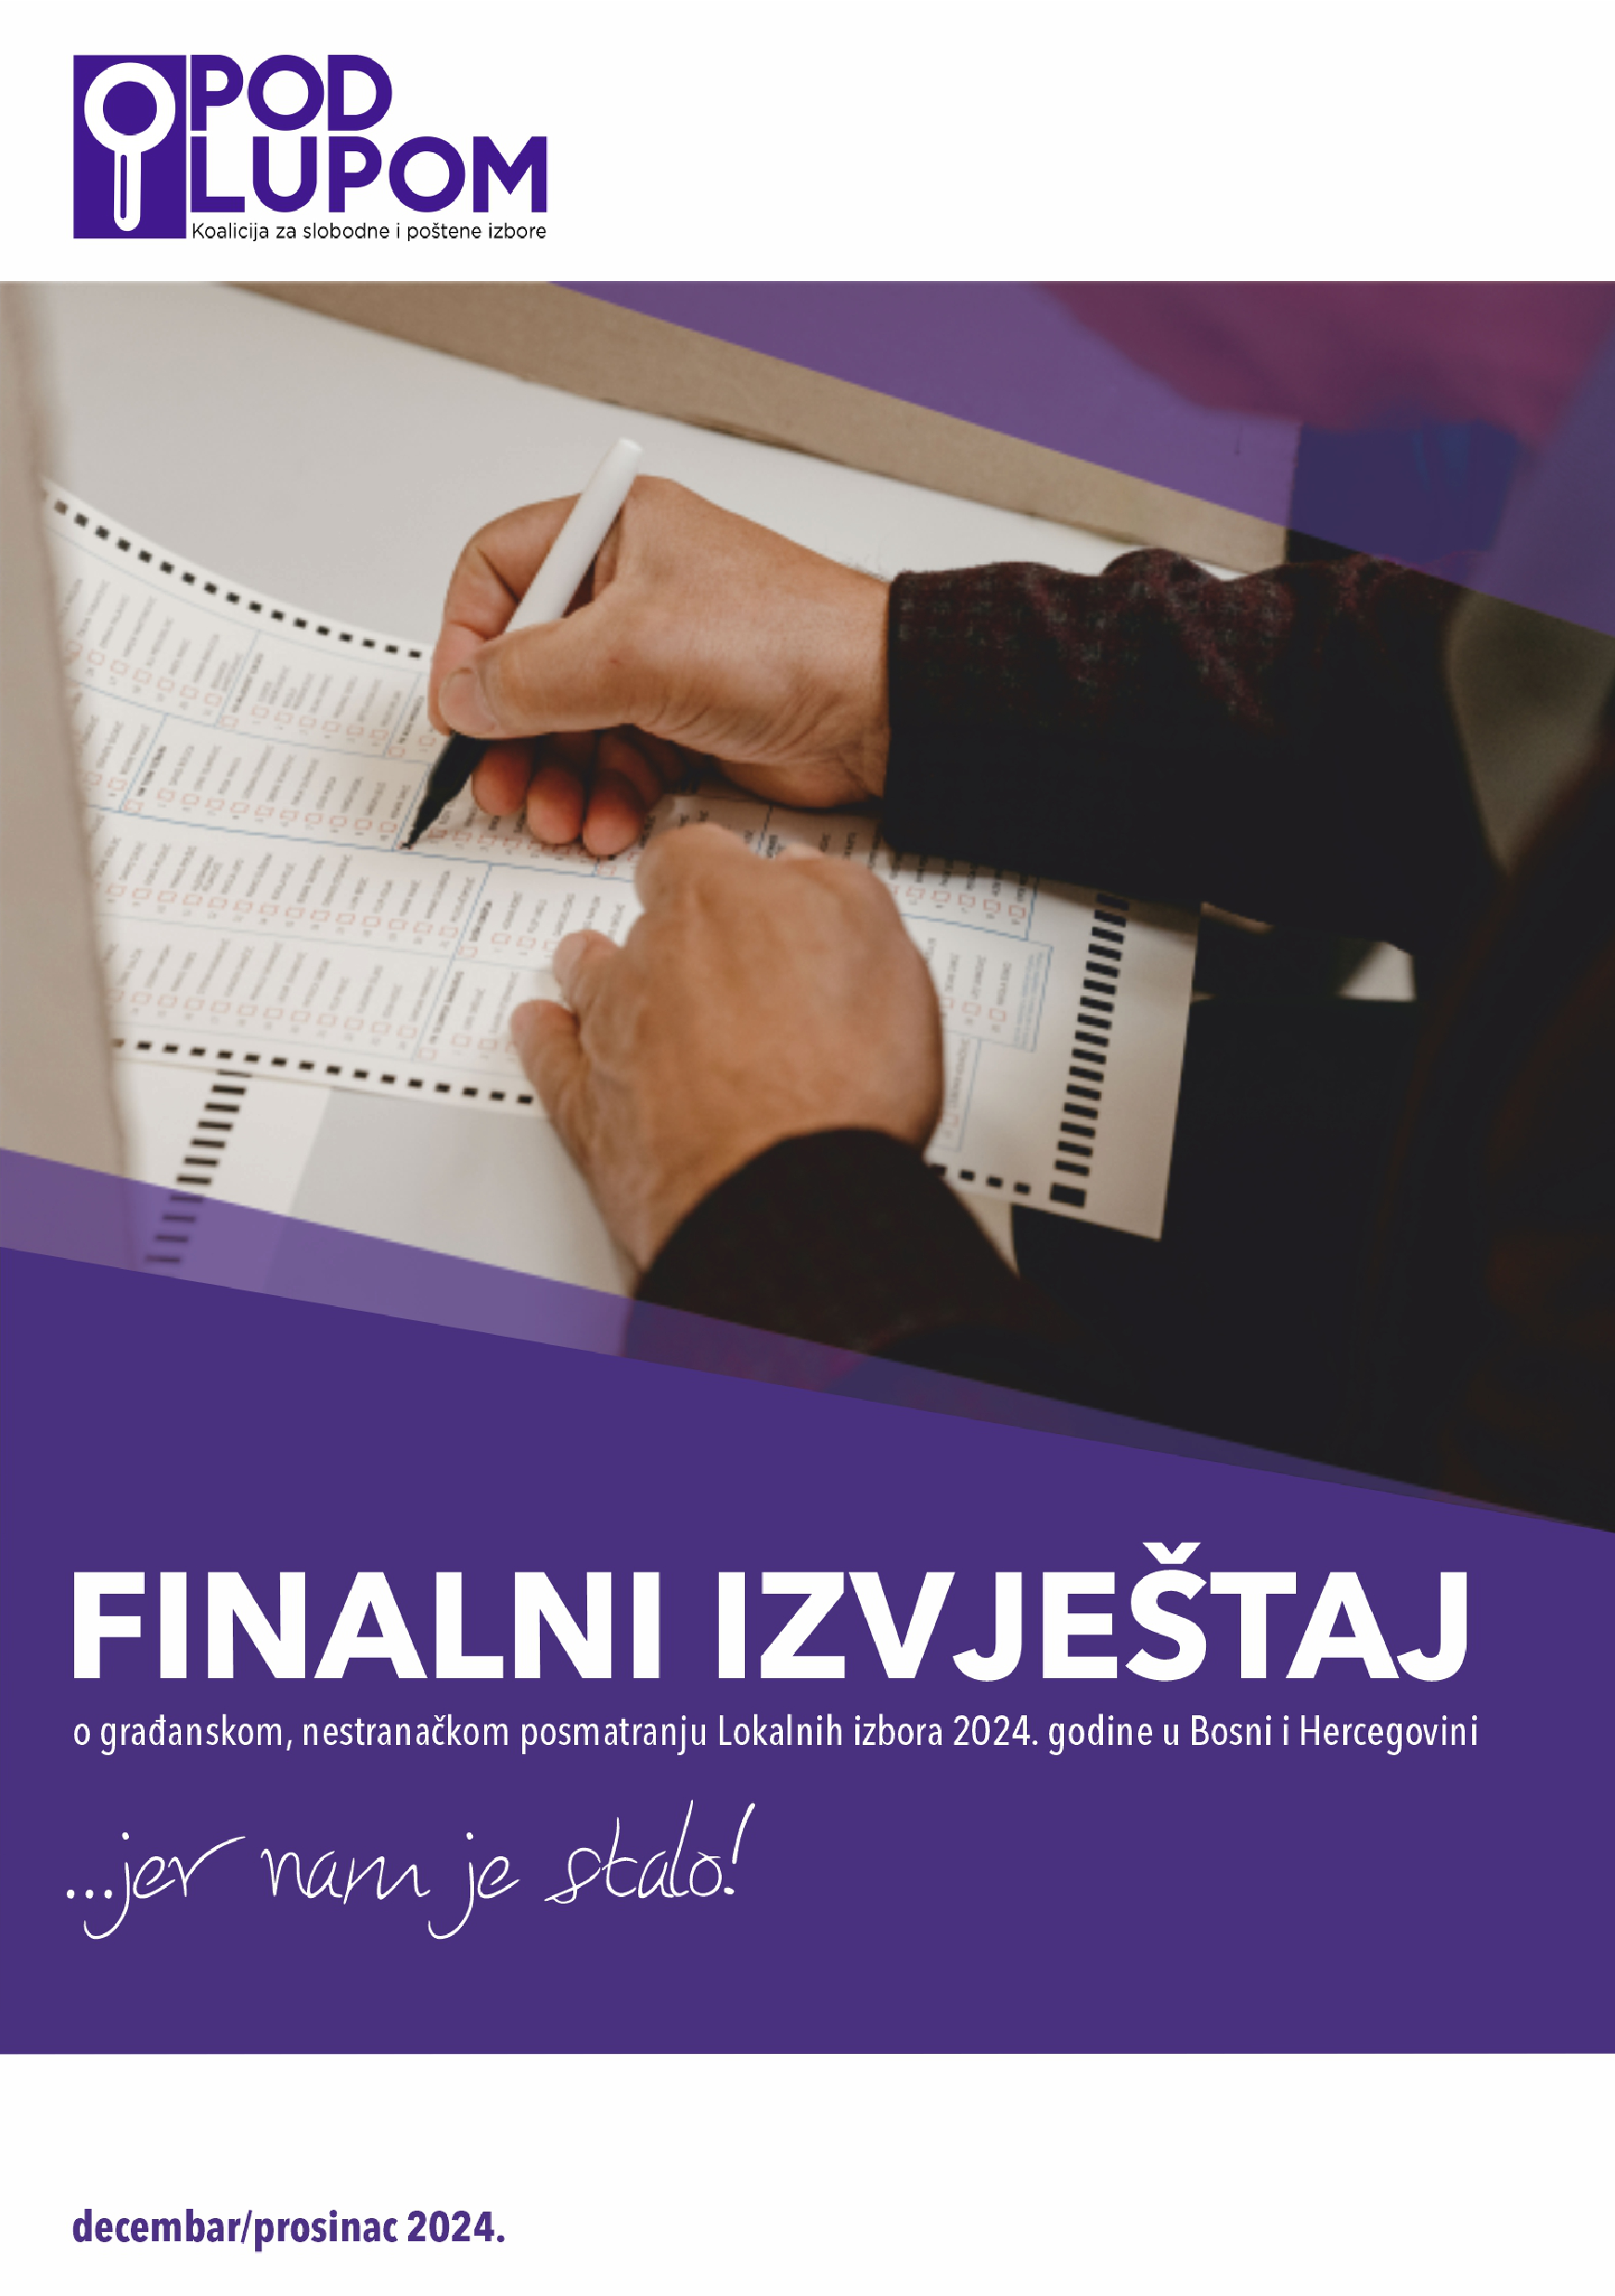 POD
LUPOM
Koalicija za slobodne i poštene izbore
FINALNI IZVJEŠTAJ
o građanskom, nestranačkom posmatranju Lokalnih izbora 2024. godine u Bosni i Hercegovini
...jer nam je stalo!
decembar/prosinac 2024.